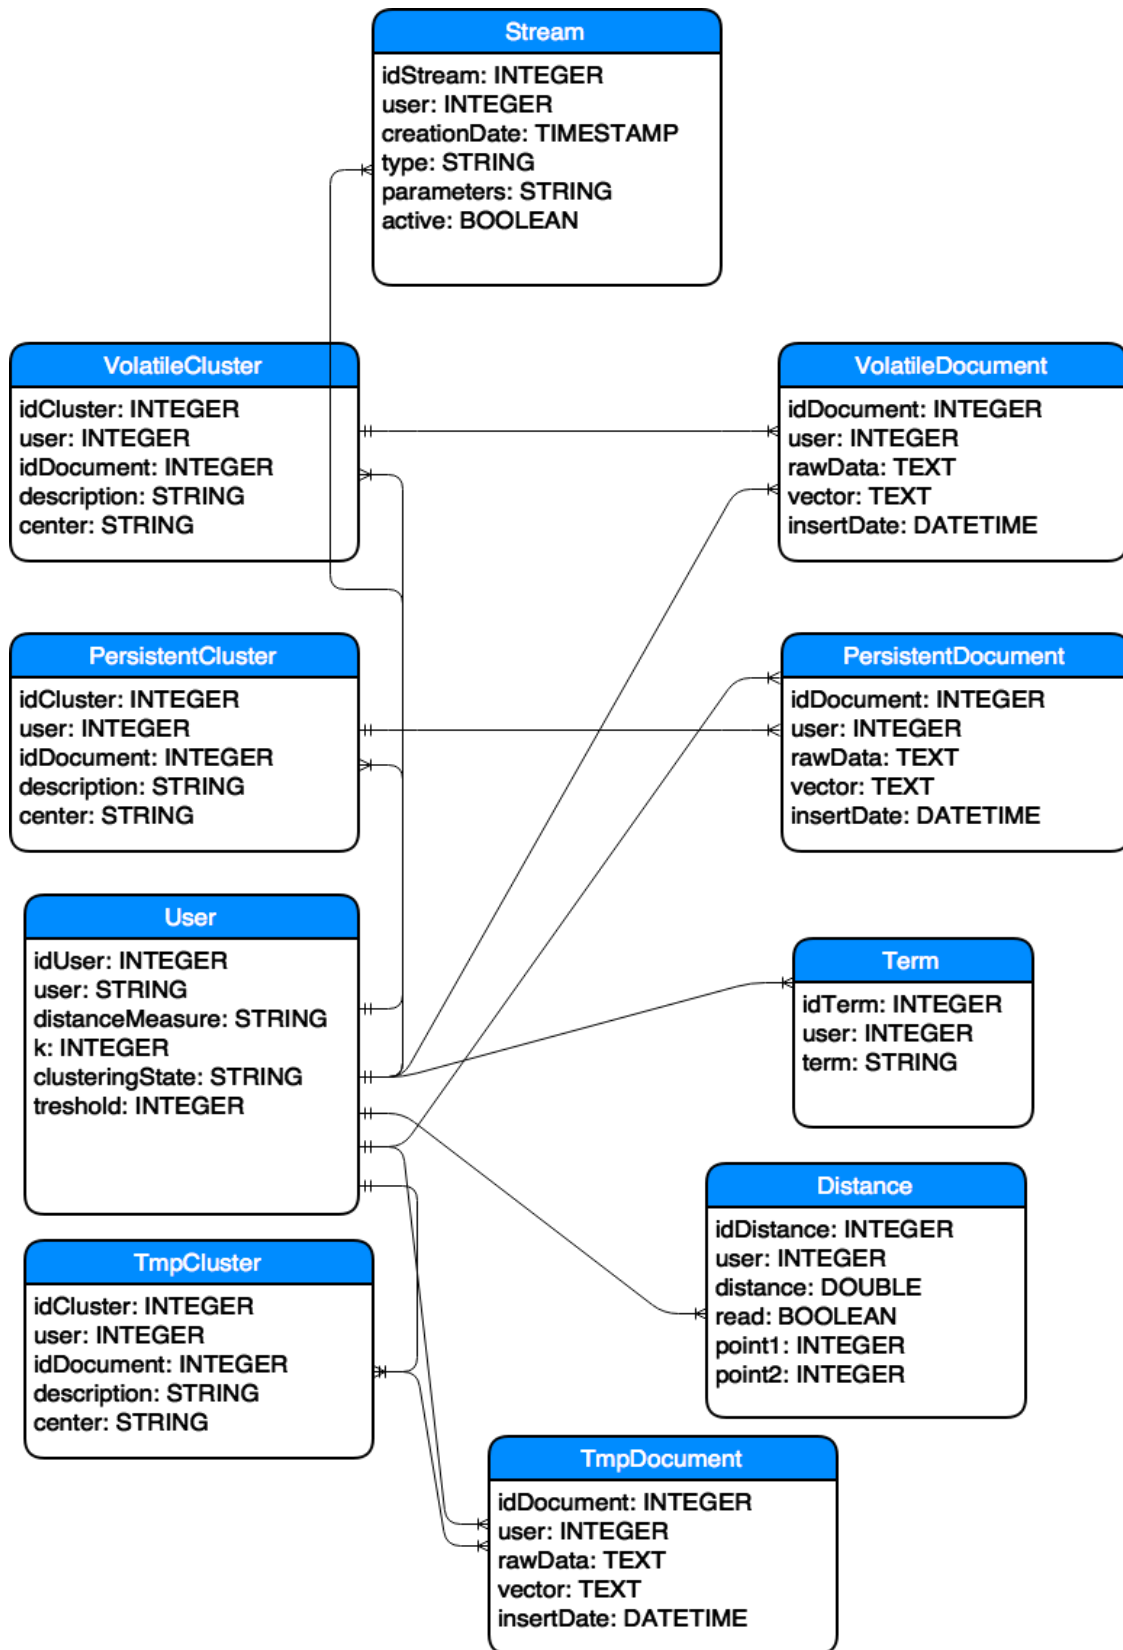 Stream
idStream: INTEGER
user: INTEGER
creationDate: TIMESTAMP
type: STRING
parameters: STRING
active: BOOLEAN
VolatileCluster
idCluster: INTEGER
user: INTEGER
idDocument: INTEGER
description: STRING
center: STRING
VolatileDocument
idDocument: INTEGER
user: INTEGER
rawData: TEXT
vector: TEXT
insertDate: DATETIME
PersistentCluster
idCluster: INTEGER
user: INTEGER
idDocument: INTEGER
description: STRING
center: STRING
PersistentDocument
idDocument: INTEGER
user: INTEGER
rawData: TEXT
vector: TEXT
insertDate: DATETIME
User
idUser: INTEGER
user: STRING
distanceMeasure: STRING
k: INTEGER
clusteringState: STRING
treshold: INTEGER
Term
idTerm: INTEGER
user: INTEGER
term: STRING
Distance
idDistance: INTEGER
user: INTEGER
distance: DOUBLE
read: BOOLEAN
point1: INTEGER
point2: INTEGER
TmpCluster
idCluster: INTEGER
user: INTEGER
idDocument: INTEGER
description: STRING
center: STRING
TmpDocument
idDocument: INTEGER
user: INTEGER
rawData: TEXT
vector: TEXT
insertDate: DATETIME